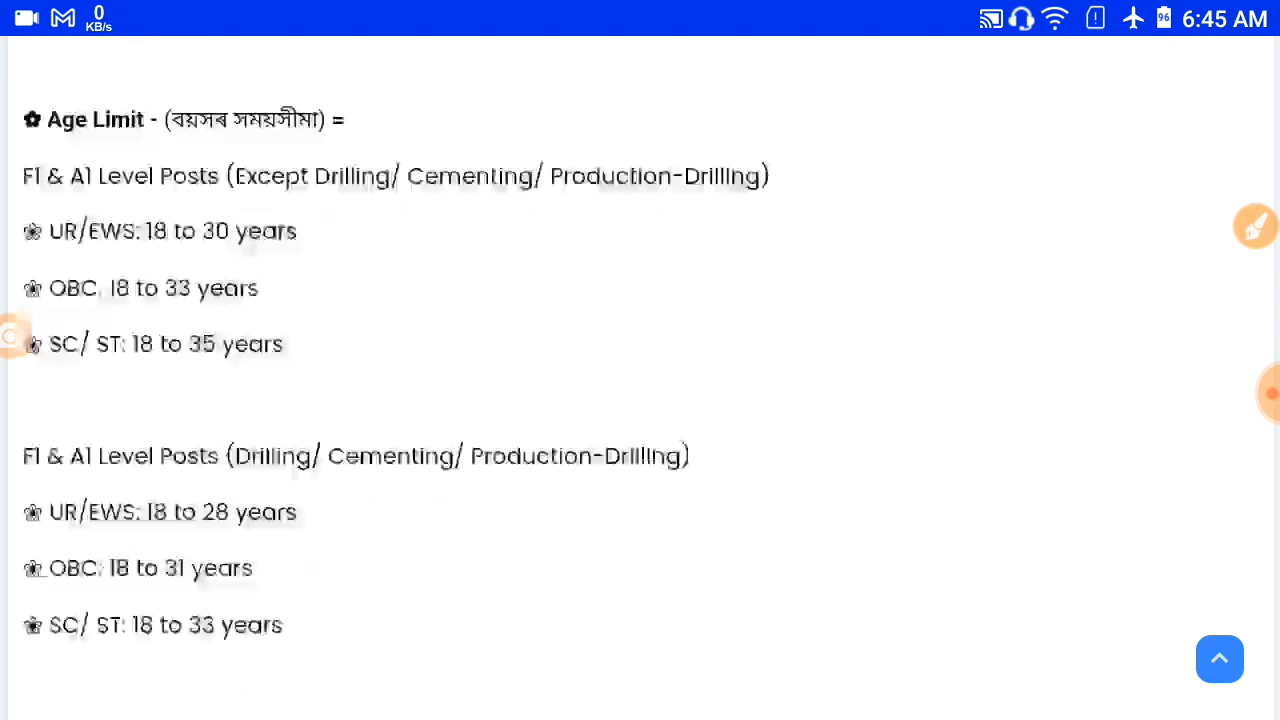 0
KB/s
96
6:45 AM
✿ Age Limit - (বয়সৰ সময়সীমা) =
F1 & A1 Level Posts (Except Drilling/ Cementing/ Production-Drilling)
❀ UR/EWS: 18 to 30 years
❀ OBC: 18 to 33 years
❀ SC/ ST: 18 to 35 years
F1 & A1 Level Posts (Drilling/ Cementing/ Production-Drilling)
❀ UR/EWS: 18 to 28 years
❀ OBC: 18 to 31 years
❀ SC/ ST: 18 to 33 years